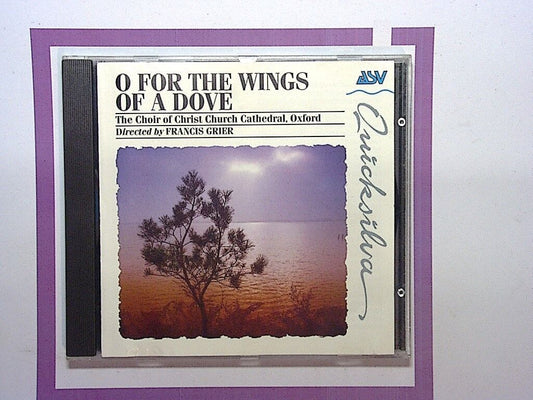 O FOR THE WINGS
OF A DOVE
The Choir of Christ Church Cathedral, Oxford
Directed by FRANCIS GRIER
ASV
Quicksilva